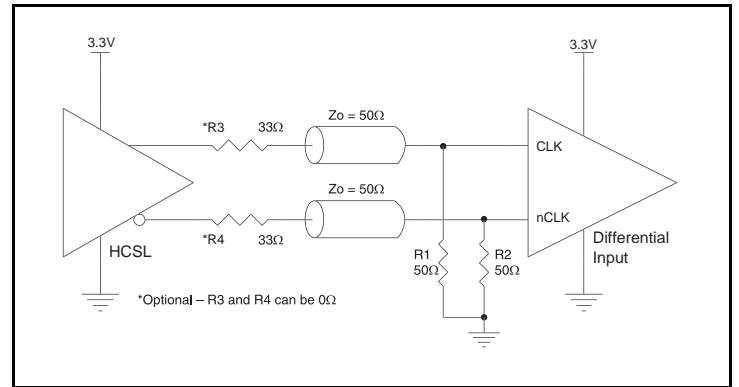 3.3V
3.3V
*R3 33Ω
Zo = 50Ω
CLK
Zo = 50Ω
nCLK
*R4 33Ω
HCSL
R1
50Ω
R2
50Ω
Differential
Input
*Optional – R3 and R4 can be 0Ω